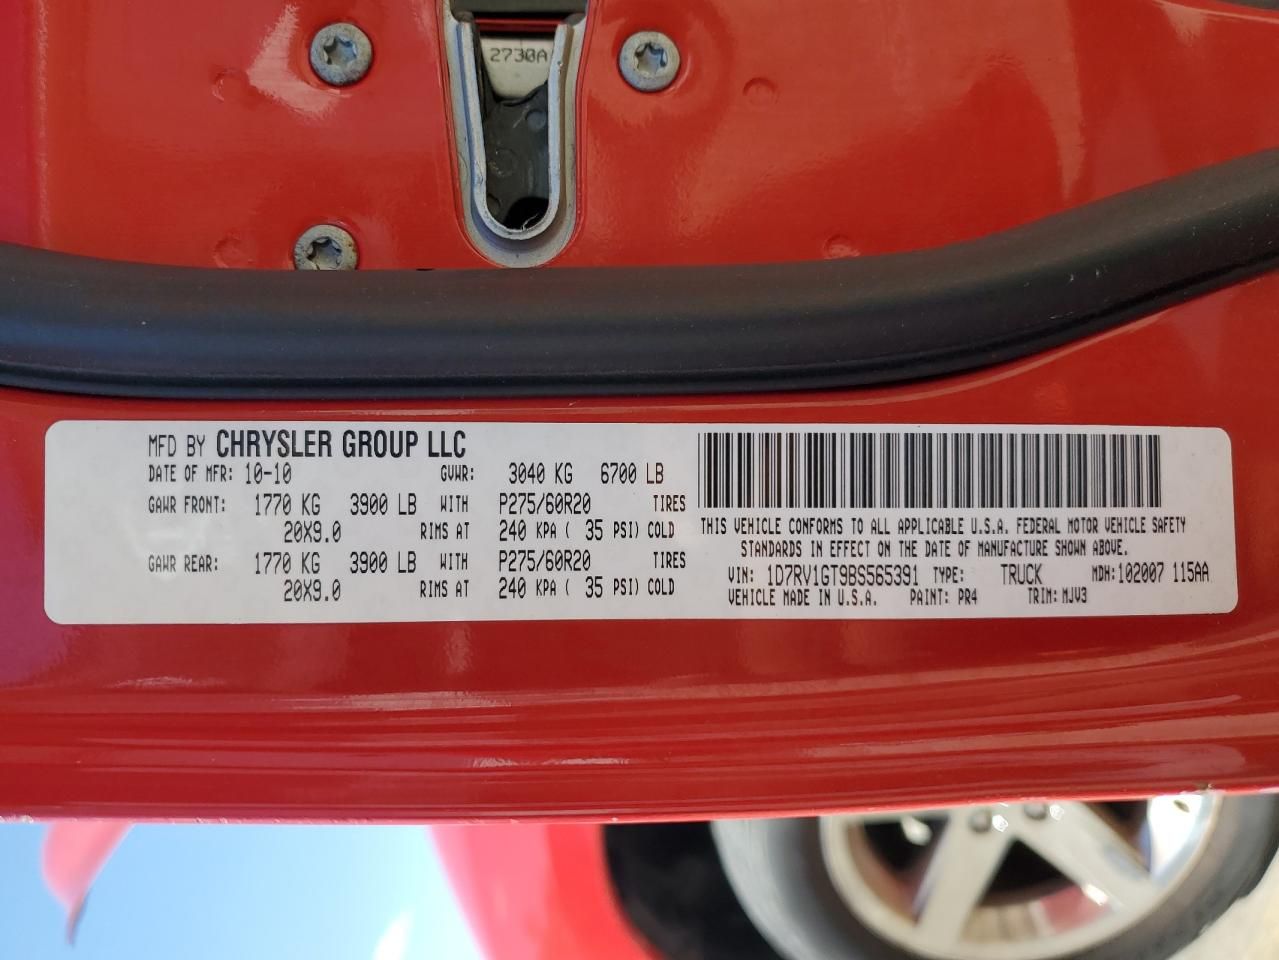 2730A
MFD BY CHRYSLER GROUP LLC
DATE OF MFR: 10-10 GVWR: 3040 KG 6700 LB
GAWR FRONT: 1770 KG 3900 LB WITH P275/60R20 TIRES
20X9.0 RIMS AT 240 KPA ( 35 PSI) COLD
GAWR REAR: 1770 KG 3900 LB WITH P275/60R20 TIRES
20X9.0 RIMS AT 240 KPA ( 35 PSI) COLD
THIS VEHICLE CONFORMS TO ALL APPLICABLE U.S.A. FEDERAL MOTOR VEHICLE SAFETY
STANDARDS IN EFFECT ON THE DATE OF MANUFACTURE SHOWN ABOVE.
VIN: 1D7RV1GT9BS565391 TYPE: TRUCK MDH: 102007 115AA
VEHICLE MADE IN U.S.A. PAINT: PR4 TRIM: MJV3